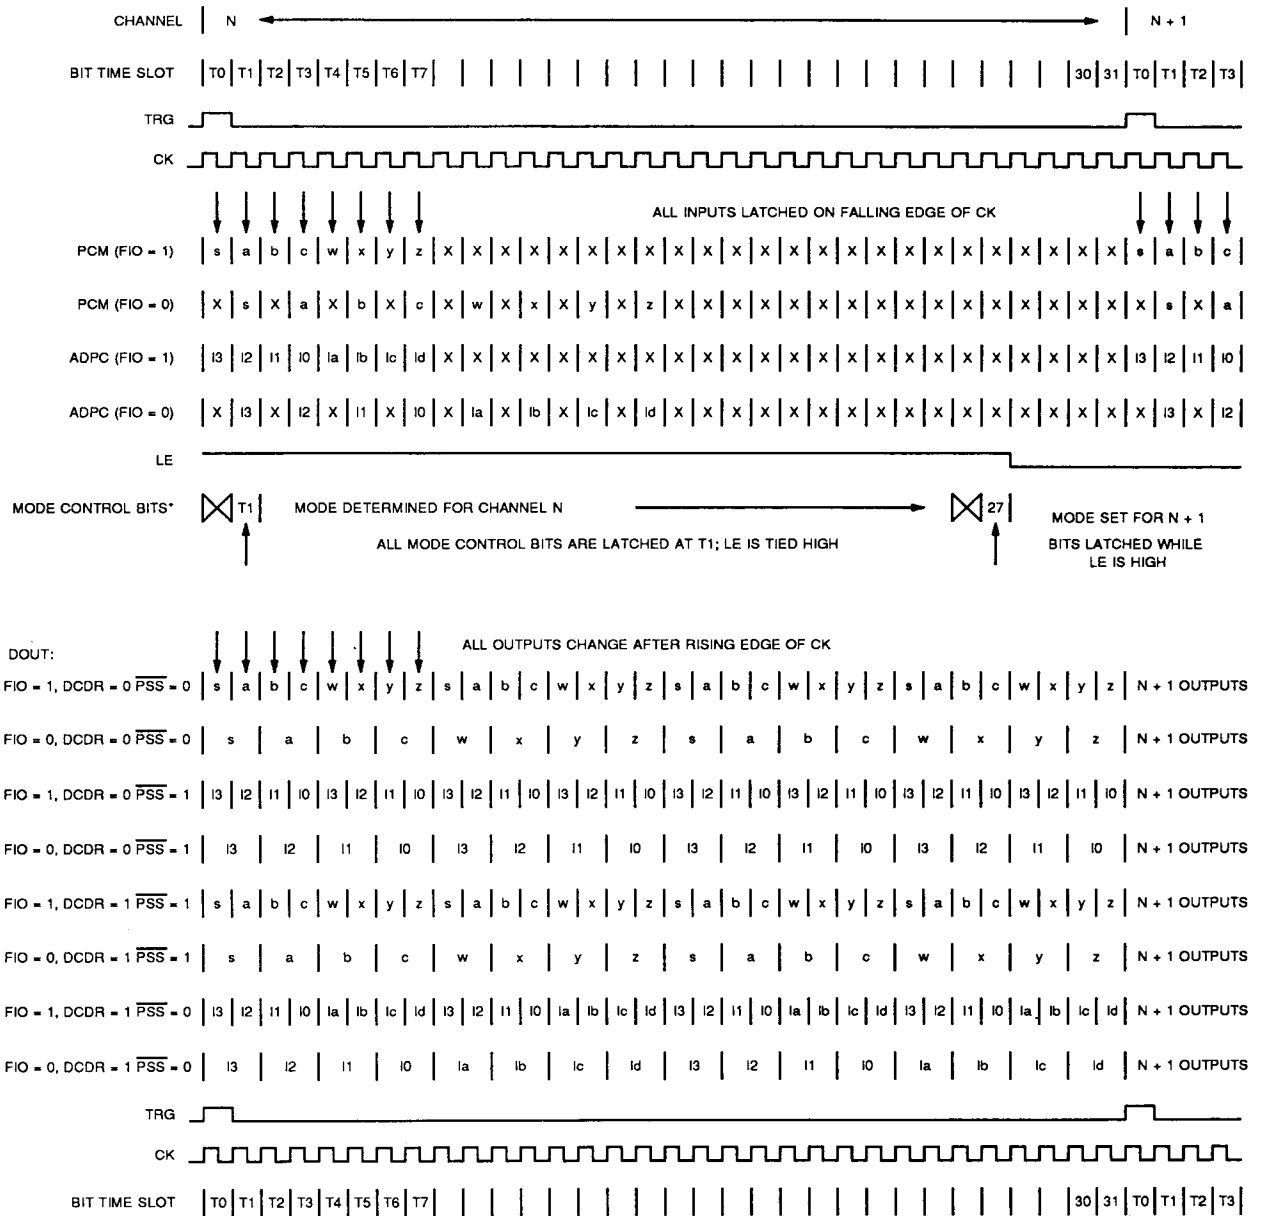 CHANNEL N N + 1
BIT TIME SLOT T0 T1 T2 T3 T4 T5 T6 T7 30 31 T0 T1 T2 T3
TRG
CK
ALL INPUTS LATCHED ON FALLING EDGE OF CK
PCM (FIO = 1) s a b c w x y z X X X X X X X X X X X X X X X X X X X X X X X X s a b c
PCM (FIO = 0) X s X a X b X c X w X x X y X z X X X X X X X X X X X X X X X X X s X a
ADPC (FIO = 1) I3 I2 I1 I0 Ia Ib Ic Id X X X X X X X X X X X X X X X X X X X X X X X X I3 I2 I1 I0
ADPC (FIO = 0) X I3 X I2 X I1 X I0 X Ia X Ib X Ic X Id X X X X X X X X X X X X X X X X X I3 X I2
LE
MODE CONTROL BITS* T1 MODE DETERMINED FOR CHANNEL N 27 MODE SET FOR N + 1
ALL MODE CONTROL BITS ARE LATCHED AT T1; LE IS TIED HIGH BITS LATCHED WHILE
LE IS HIGH
ALL OUTPUTS CHANGE AFTER RISING EDGE OF CK
DOUT:
FIO = 1, DCDR = 0 PSS = 0 s a b c w x y z s a b c w x y z s a b c w x y z s a b c w x y z N + 1 OUTPUTS
FIO = 0, DCDR = 0 PSS = 0 s a b c w x y z s a b c w x y z N + 1 OUTPUTS
FIO = 1, DCDR = 0 PSS = 1 I3 I2 I1 I0 I3 I2 I1 I0 I3 I2 I1 I0 I3 I2 I1 I0 I3 I2 I1 I0 I3 I2 I1 I0 I3 I2 I1 I0 I3 I2 I1 I0 N + 1 OUTPUTS
FIO = 0, DCDR = 0 PSS = 1 I3 I2 I1 I0 I3 I2 I1 I0 I3 I2 I1 I0 I3 I2 I1 I0 N + 1 OUTPUTS
FIO = 1, DCDR = 1 PSS = 1 s a b c w x y z s a b c w x y z s a b c w x y z s a b c w x y z N + 1 OUTPUTS
FIO = 0, DCDR = 1 PSS = 1 s a b c w x y z s a b c w x y z N + 1 OUTPUTS
FIO = 1, DCDR = 1 PSS = 0 I3 I2 I1 I0 Ia Ib Ic Id I3 I2 I1 I0 Ia Ib Ic Id I3 I2 I1 I0 Ia Ib Ic Id I3 I2 I1 I0 Ia Ib Ic Id N + 1 OUTPUTS
FIO = 0, DCDR = 1 PSS = 0 I3 I2 I1 I0 Ia Ib Ic Id I3 I2 I1 I0 Ia Ib Ic Id N + 1 OUTPUTS
TRG
CK
BIT TIME SLOT T0 T1 T2 T3 T4 T5 T6 T7 30 31 T0 T1 T2 T3